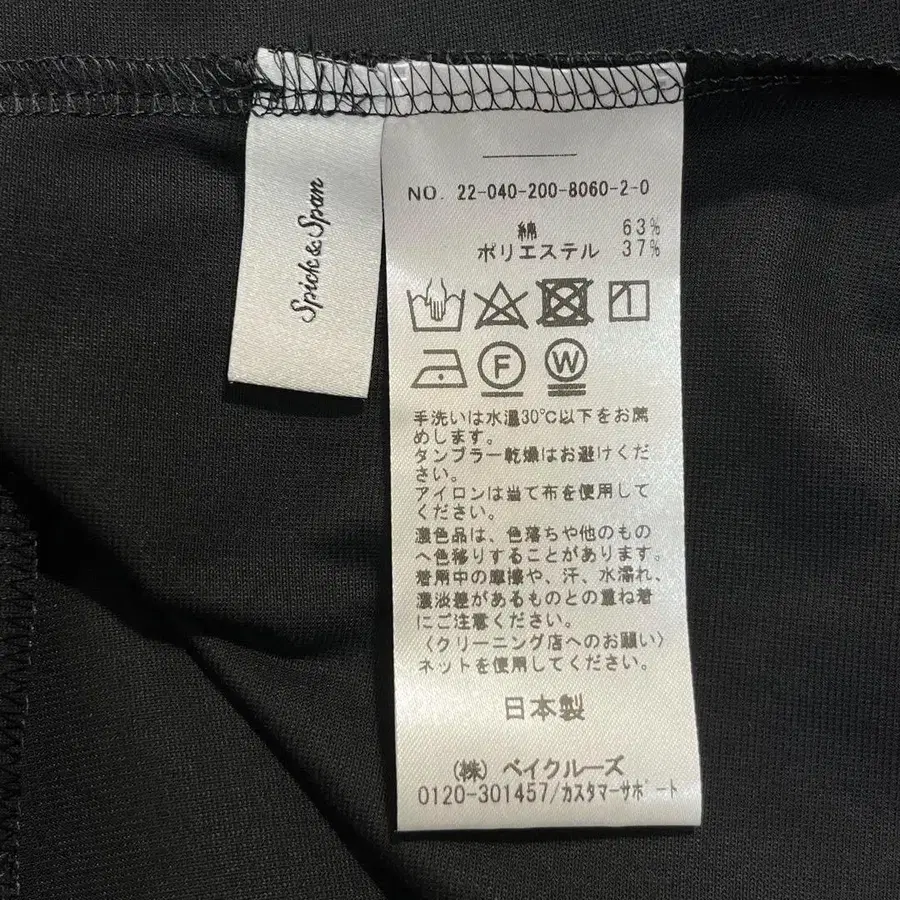 Spick & Span
NO. 22-040-200-8060-2-0
綿 63%
ポリエステル 37%
F
W
手洗いは水温30℃以下をお薦
めします。
タンブラー乾燥はお避けくだ
さい。
アイロンは当て布を使用して
ください。
濃色品は、色落ちや他のもの
へ色移りすることがあります。
着用中の摩擦や、汗、水濡れ、
濃淡差があるものとの重ね着
にご注意ください。
〈クリーニング店へのお願い〉
ネットを使用してください。
日本製
(株) ベイクルーズ
0120-301457/カスタマーサポート